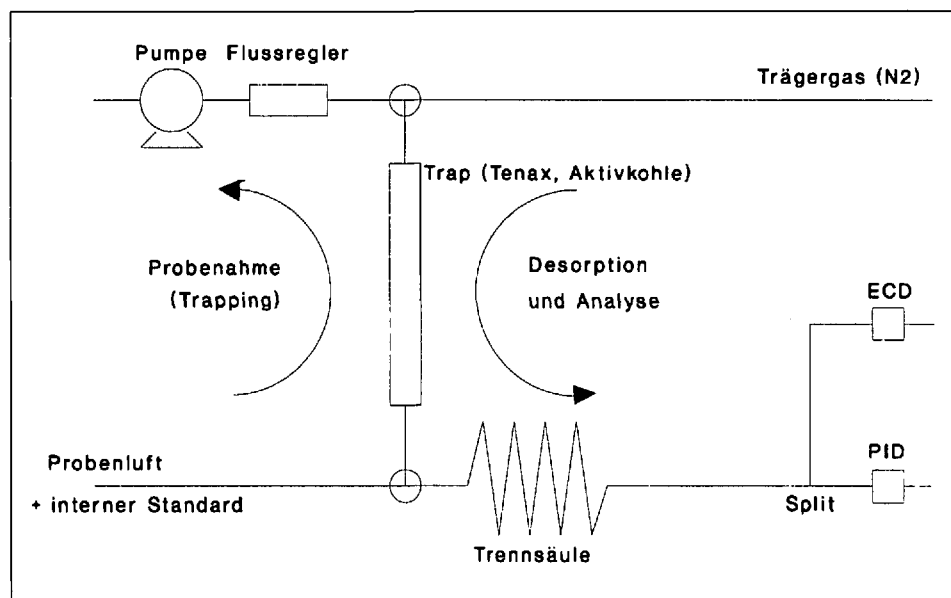 Pumpe Flussregler
Trägergas (N2)
Trap (Tenax, Aktivkohle)
Probenahme
(Trapping)
Desorption
und Analyse
ECD
Probenluft
+ interner Standard
PID
Split
Trennsäule